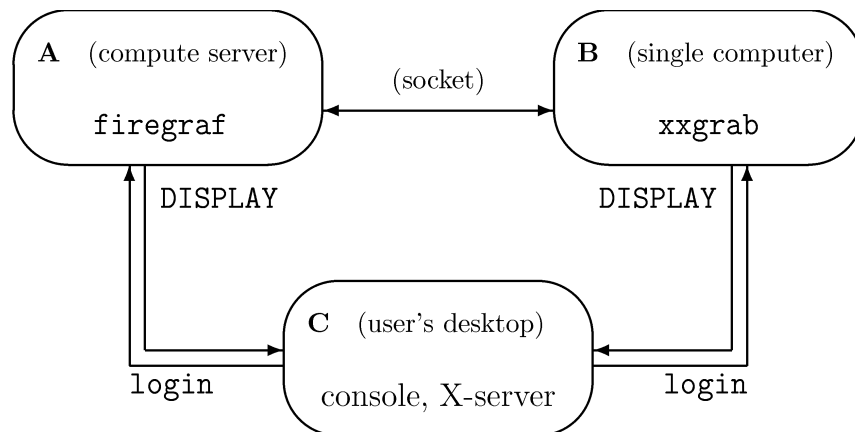 A (compute server)
firegraf
(socket)
B (single computer)
xxgrab
DISPLAY
DISPLAY
C (user's desktop)
console, X-server
login
login